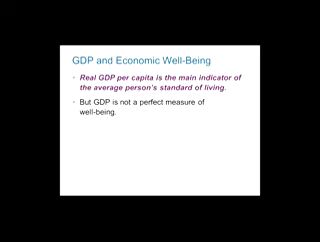 GDP and Economic Well-Being
• Real GDP per capita is the main indicator of
the average person's standard of living.
• But GDP is not a perfect measure of
well-being.